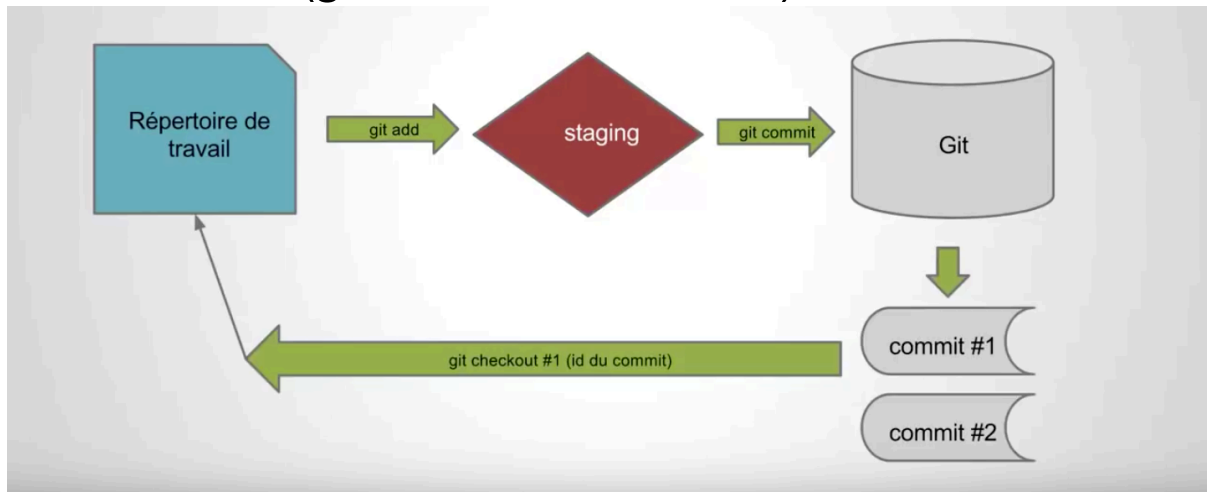 Répertoire de
travail
git add
staging
git commit
Git
commit #1
git checkout #1 (id du commit)
commit #2